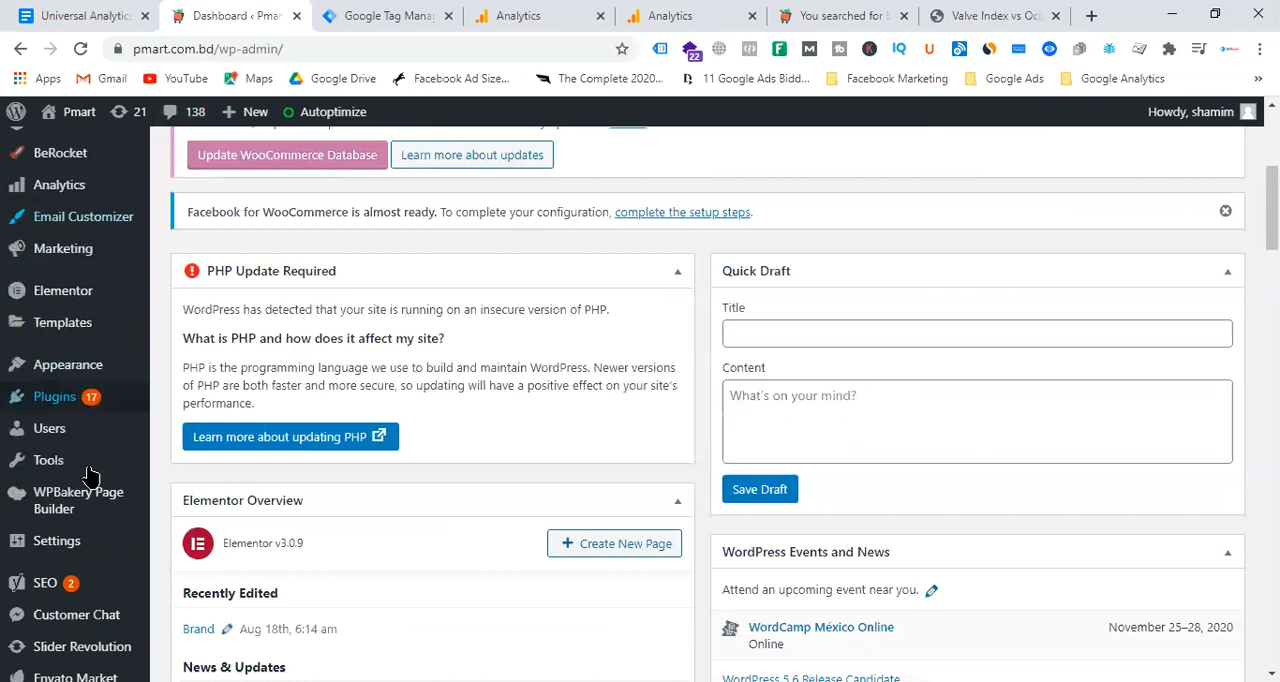 Universal Analytic
Dashboard ‹ Pmar
Google Tag Mana
Analytics
Analytics
You searched for b
Valve Index vs Oc
pmart.com.bd/wp-admin/
22
Apps
Gmail
YouTube
Maps
Google Drive
Facebook Ad Size...
The Complete 2020...
11 Google Ads Bidd...
Facebook Marketing
Google Ads
Google Analytics
Pmart
21
138
New
Autoptimize
Howdy, shamim
BeRocket
Analytics
Email Customizer
Marketing
Elementor
Templates
Appearance
Plugins 17
Users
Tools
WPBakery Page
Builder
Settings
SEO 2
Customer Chat
Slider Revolution
Envato Market
Update WooCommerce Database
Learn more about updates
Facebook for WooCommerce is almost ready. To complete your configuration, complete the setup steps.
PHP Update Required
WordPress has detected that your site is running on an insecure version of PHP.
What is PHP and how does it affect my site?
PHP is the programming language we use to build and maintain WordPress. Newer versions
of PHP are both faster and more secure, so updating will have a positive effect on your site's
performance.
Learn more about updating PHP
Elementor Overview
Elementor v3.0.9
Create New Page
Recently Edited
Brand Aug 18th, 6:14 am
News & Updates
Quick Draft
Title
Content
What's on your mind?
Save Draft
WordPress Events and News
Attend an upcoming event near you.
WordCamp México Online
November 25–28, 2020
Online
WordPress 5.6 Release Candidate